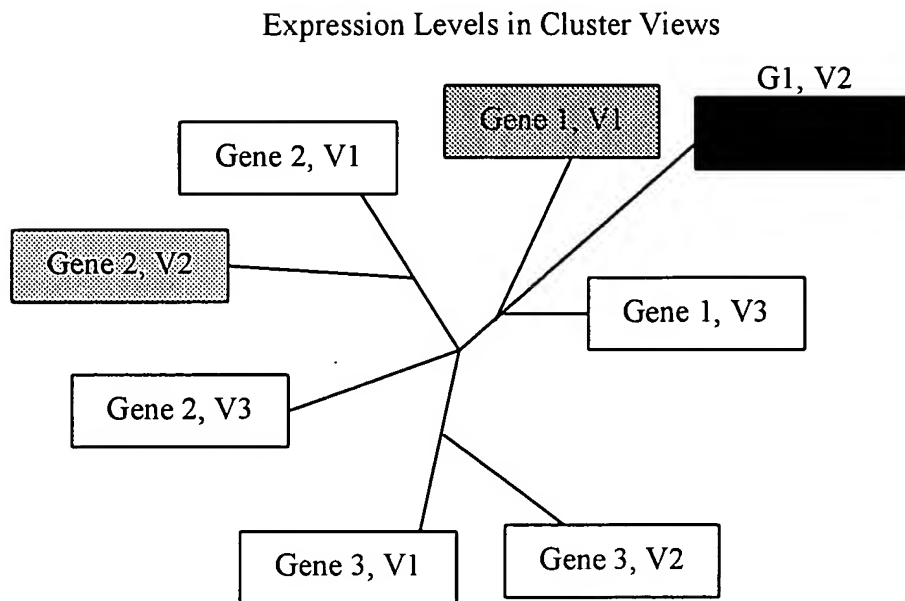 Expression Levels in Cluster Views
G1, V2
Gene 1, V1
Gene 2, V1
Gene 2, V2
Gene 1, V3
Gene 2, V3
Gene 3, V1
Gene 3, V2